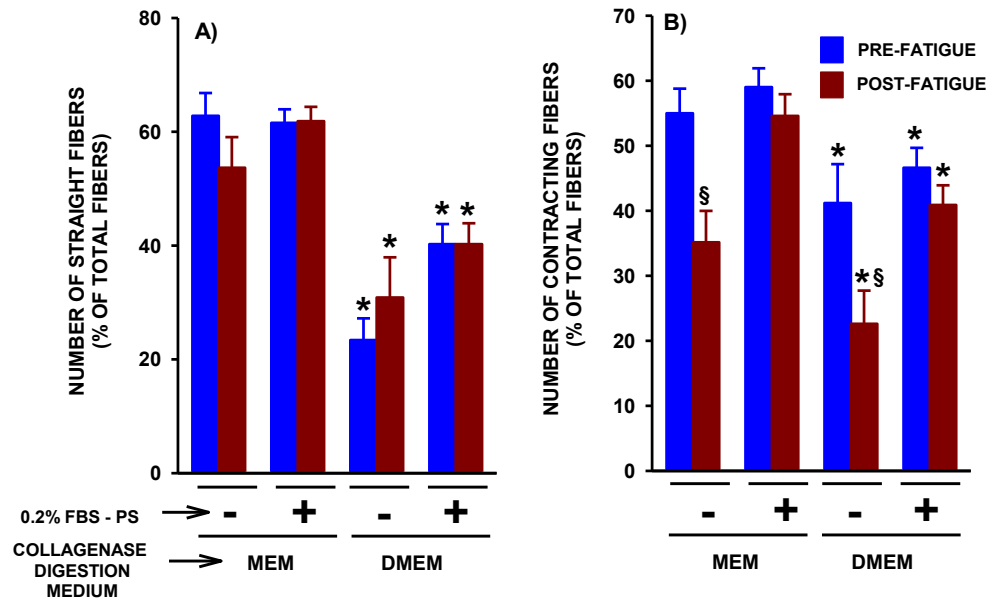 A)
NUMBER OF STRAIGHT FIBERS
(% OF TOTAL FIBERS)
80
60
40
20
0
*
*
*
*
0.2% FBS - PS
-
+
-
+
COLLAGENASE
DIGESTION
MEDIUM
MEM
DMEM
B)
NUMBER OF CONTRACTING FIBERS
(% OF TOTAL FIBERS)
70
60
50
40
30
20
10
0
PRE-FATIGUE
POST-FATIGUE
§
*
* §
*
*
-
+
-
+
MEM
DMEM